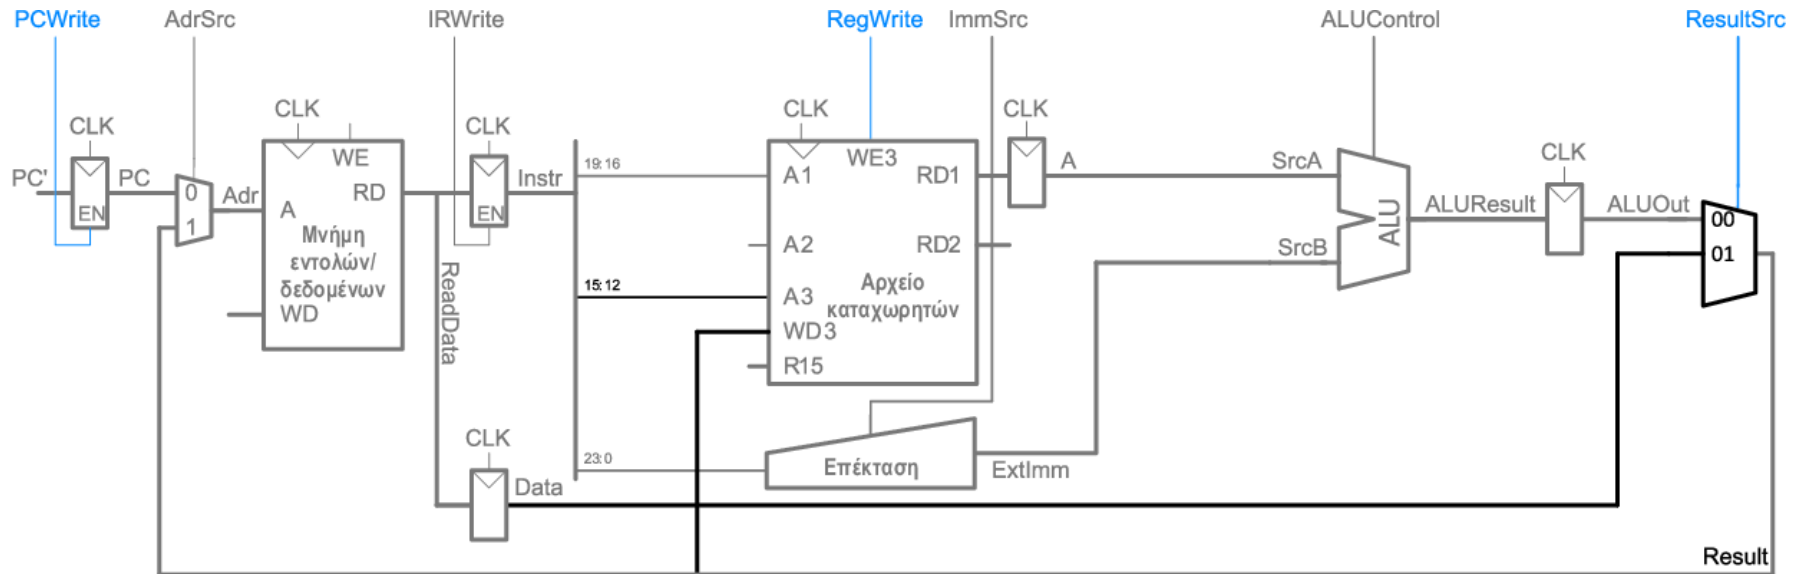 PCWrite AdrSrc IRWrite RegWrite ImmSrc ALUControl ResultSrc
CLK CLK CLK CLK CLK CLK
PC' PC EN
0
1
Adr
WE
RD
A
Μνήμη
εντολών/
δεδομένων
WD
EN
Instr
ReadData
19:16
15:12
23:0
WE3
A1 RD1
A2 RD2
A3
Αρχείο
καταχωρητών
WD3
R15
A
SrcA
SrcB
ALU
ALUResult
ALUOut
00
01
CLK
Data
Επέκταση
ExtImm
Result